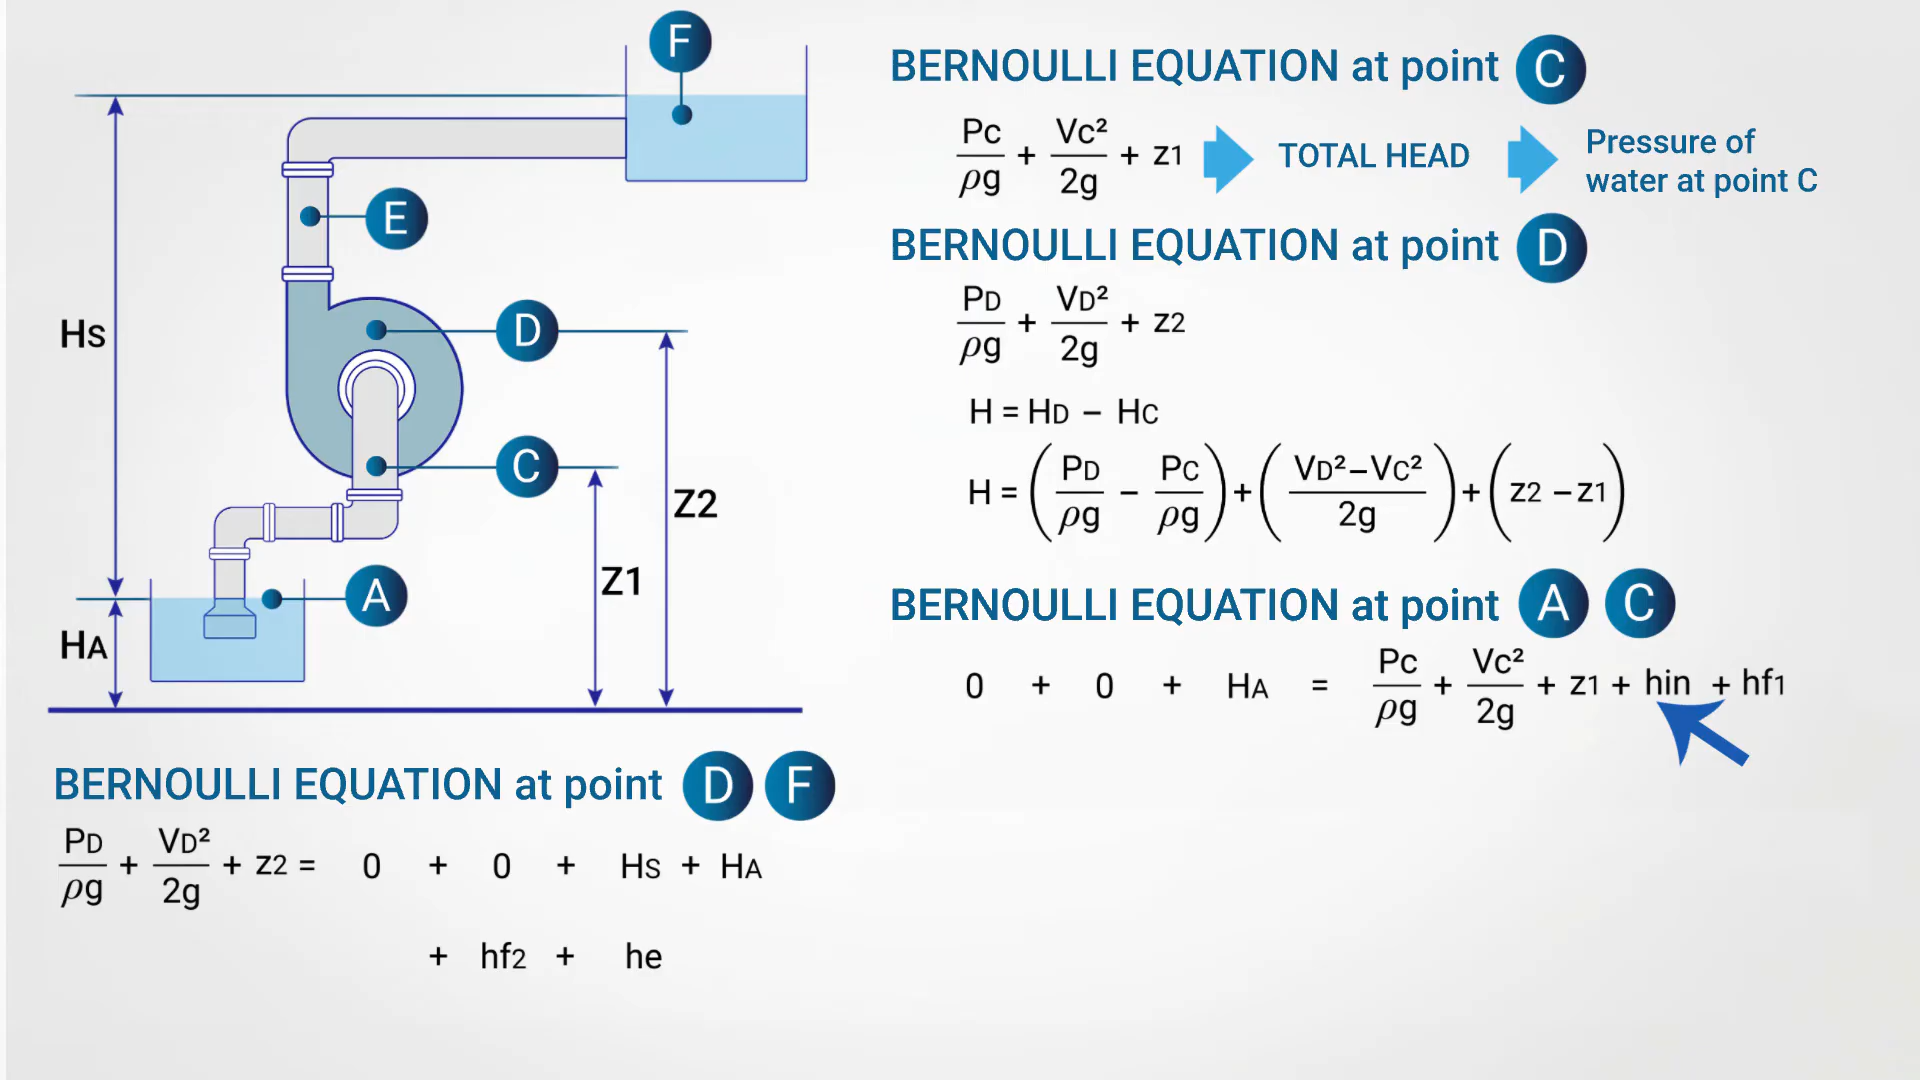 F
E
D
C
A
Hs
HA
Z2
Z1
BERNOULLI EQUATION at point C
Pc/ρg + Vc²/2g + z1 TOTAL HEAD Pressure of
water at point C
BERNOULLI EQUATION at point D
PD/ρg + VD²/2g + z2
H = HD – HC
H = (PD/ρg – PC/ρg) + (VD²–VC²/2g) + (z2 –z1)
BERNOULLI EQUATION at point A C
0 + 0 + HA = Pc/ρg + Vc²/2g + z1 + hin + hf1
BERNOULLI EQUATION at point D F
PD/ρg + VD²/2g + z2 = 0 + 0 + Hs + HA
+ hf2 + he